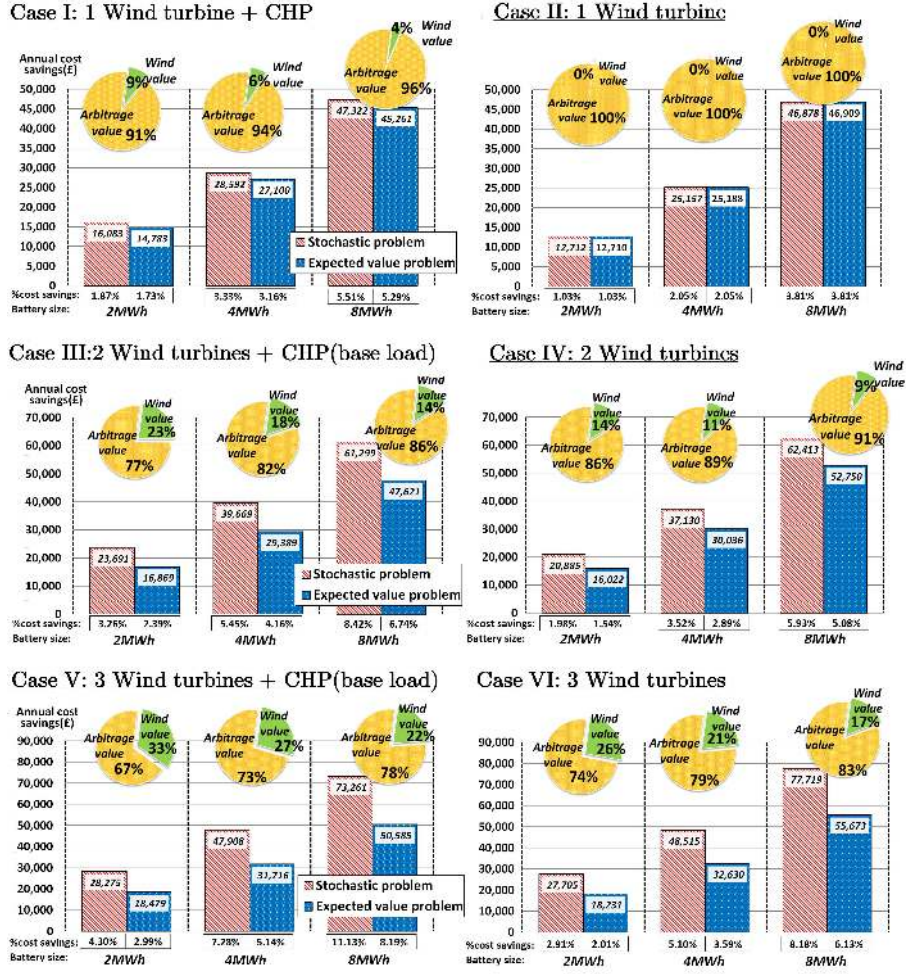 Case I: 1 Wind turbine + CHP
Annual cost savings(£)
9% Wind value
Arbitrage value 91%
6% Wind value
Arbitrage value 94%
4% Wind value
Arbitrage value 96%
50,000
45,000
40,000
35,000
30,000
25,000
20,000
15,000
10,000
5,000
0
16,083 14,783
28,592 27,100
47,322 45,261
Stochastic problem
Expected value problem
%cost savings: 1.87% 1.73% 3.33% 3.16% 5.51% 5.29%
Battery size: 2MWh 4MWh 8MWh
Case II: 1 Wind turbine
0% Wind value
Arbitrage value 100%
0% Wind value
Arbitrage value 100%
0% Wind value
Arbitrage value 100%
50,000
45,000
40,000
35,000
30,000
25,000
20,000
15,000
10,000
5,000
0
12,712 12,710
25,188
46,878 46,909
1.03% 1.03% 2.05% 2.05% 3.81% 3.81%
2MWh 4MWh 8MWh
Case III:2 Wind turbines + CHP(base load)
Annual cost savings(£)
Wind value 23%
Arbitrage value 77%
Wind value 18%
Arbitrage value 82%
Wind value 14%
Arbitrage value 86%
70,000
60,000
50,000
40,000
30,000
20,000
10,000
0
23,691 16,869
39,669 29,389
61,299 47,621
Stochastic problem
Expected value problem
%cost savings: 3.76% 2.39% 5.45% 4.16% 8.42% 6.74%
Battery size: 2MWh 4MWh 8MWh
Case IV: 2 Wind turbines
Wind value 14%
Arbitrage value 86%
Wind value 11%
Arbitrage value 89%
9% Wind value
Arbitrage value 91%
70,000
60,000
50,000
40,000
30,000
20,000
10,000
0
20,885 16,022
37,130 30,036
62,411 52,750
1.98% 1.54% 3.52% 2.89% 5.93% 5.08%
2MWh 4MWh 8MWh
Case V: 3 Wind turbines + CHP(base load)
Annual cost savings(£)
Wind value 33%
Arbitrage value 67%
Wind value 27%
Arbitrage value 73%
Wind value 22%
Arbitrage value 78%
90,000
80,000
70,000
60,000
50,000
40,000
30,000
20,000
10,000
0
28,275 18,479
47,908 31,716
73,261 50,585
Stochastic problem
Expected value problem
%cost savings: 4.30% 2.99% 7.28% 5.14% 11.13% 8.19%
Battery size: 2MWh 4MWh 8MWh
Case VI: 3 Wind turbines
Wind value 26%
Arbitrage value 74%
Wind value 21%
Arbitrage value 79%
Wind value 17%
Arbitrage value 83%
90,000
80,000
70,000
60,000
50,000
40,000
30,000
20,000
10,000
0
27,705 18,231
48,515 32,630
77,719 55,673
2.91% 2.01% 5.10% 3.59% 8.18% 6.13%
2MWh 4MWh 8MWh